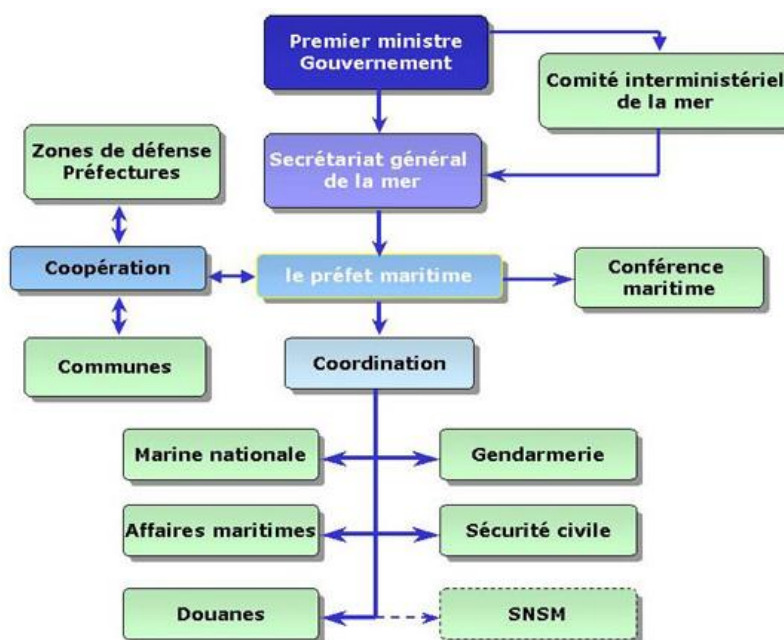 Premier ministre
Gouvernement
Comité interministériel
de la mer
Zones de défense
Préfectures
Secrétariat général
de la mer
Coopération
le préfet maritime
Conférence
maritime
Communes
Coordination
Marine nationale
Gendarmerie
Affaires maritimes
Sécurité civile
Douanes
SNSM